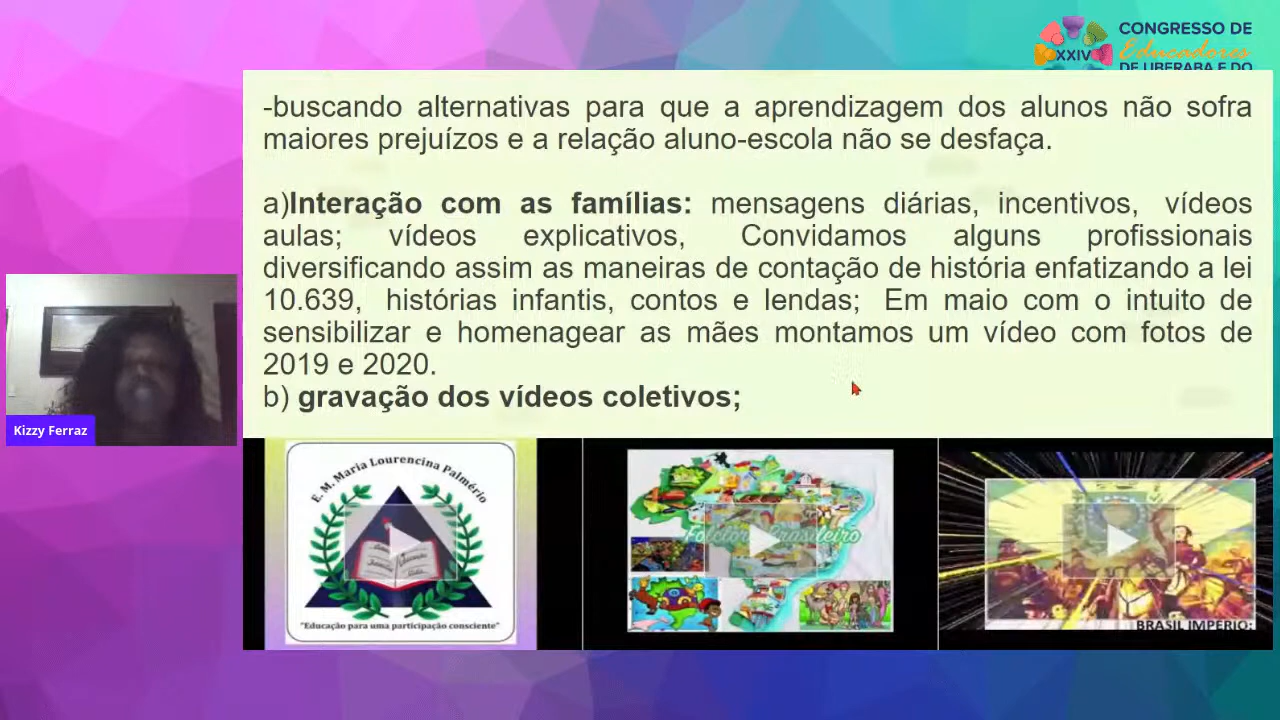 CONGRESSO DE
Educadores
DE UBERABA E DO
XXIV
-buscando alternativas para que a aprendizagem dos alunos não sofra
maiores prejuízos e a relação aluno-escola não se desfaça.
a)Interação com as famílias: mensagens diárias, incentivos, vídeos
aulas; vídeos explicativos, Convidamos alguns profissionais
diversificando assim as maneiras de contação de história enfatizando a lei
10.639, histórias infantis, contos e lendas; Em maio com o intuito de
sensibilizar e homenagear as mães montamos um vídeo com fotos de
2019 e 2020.
b) gravação dos vídeos coletivos;
Kizzy Ferraz
E. M. Maria Lourencina Palmério
"Educação para uma participação consciente"
Folclore Brasileiro
BRASIL IMPÉRIO: